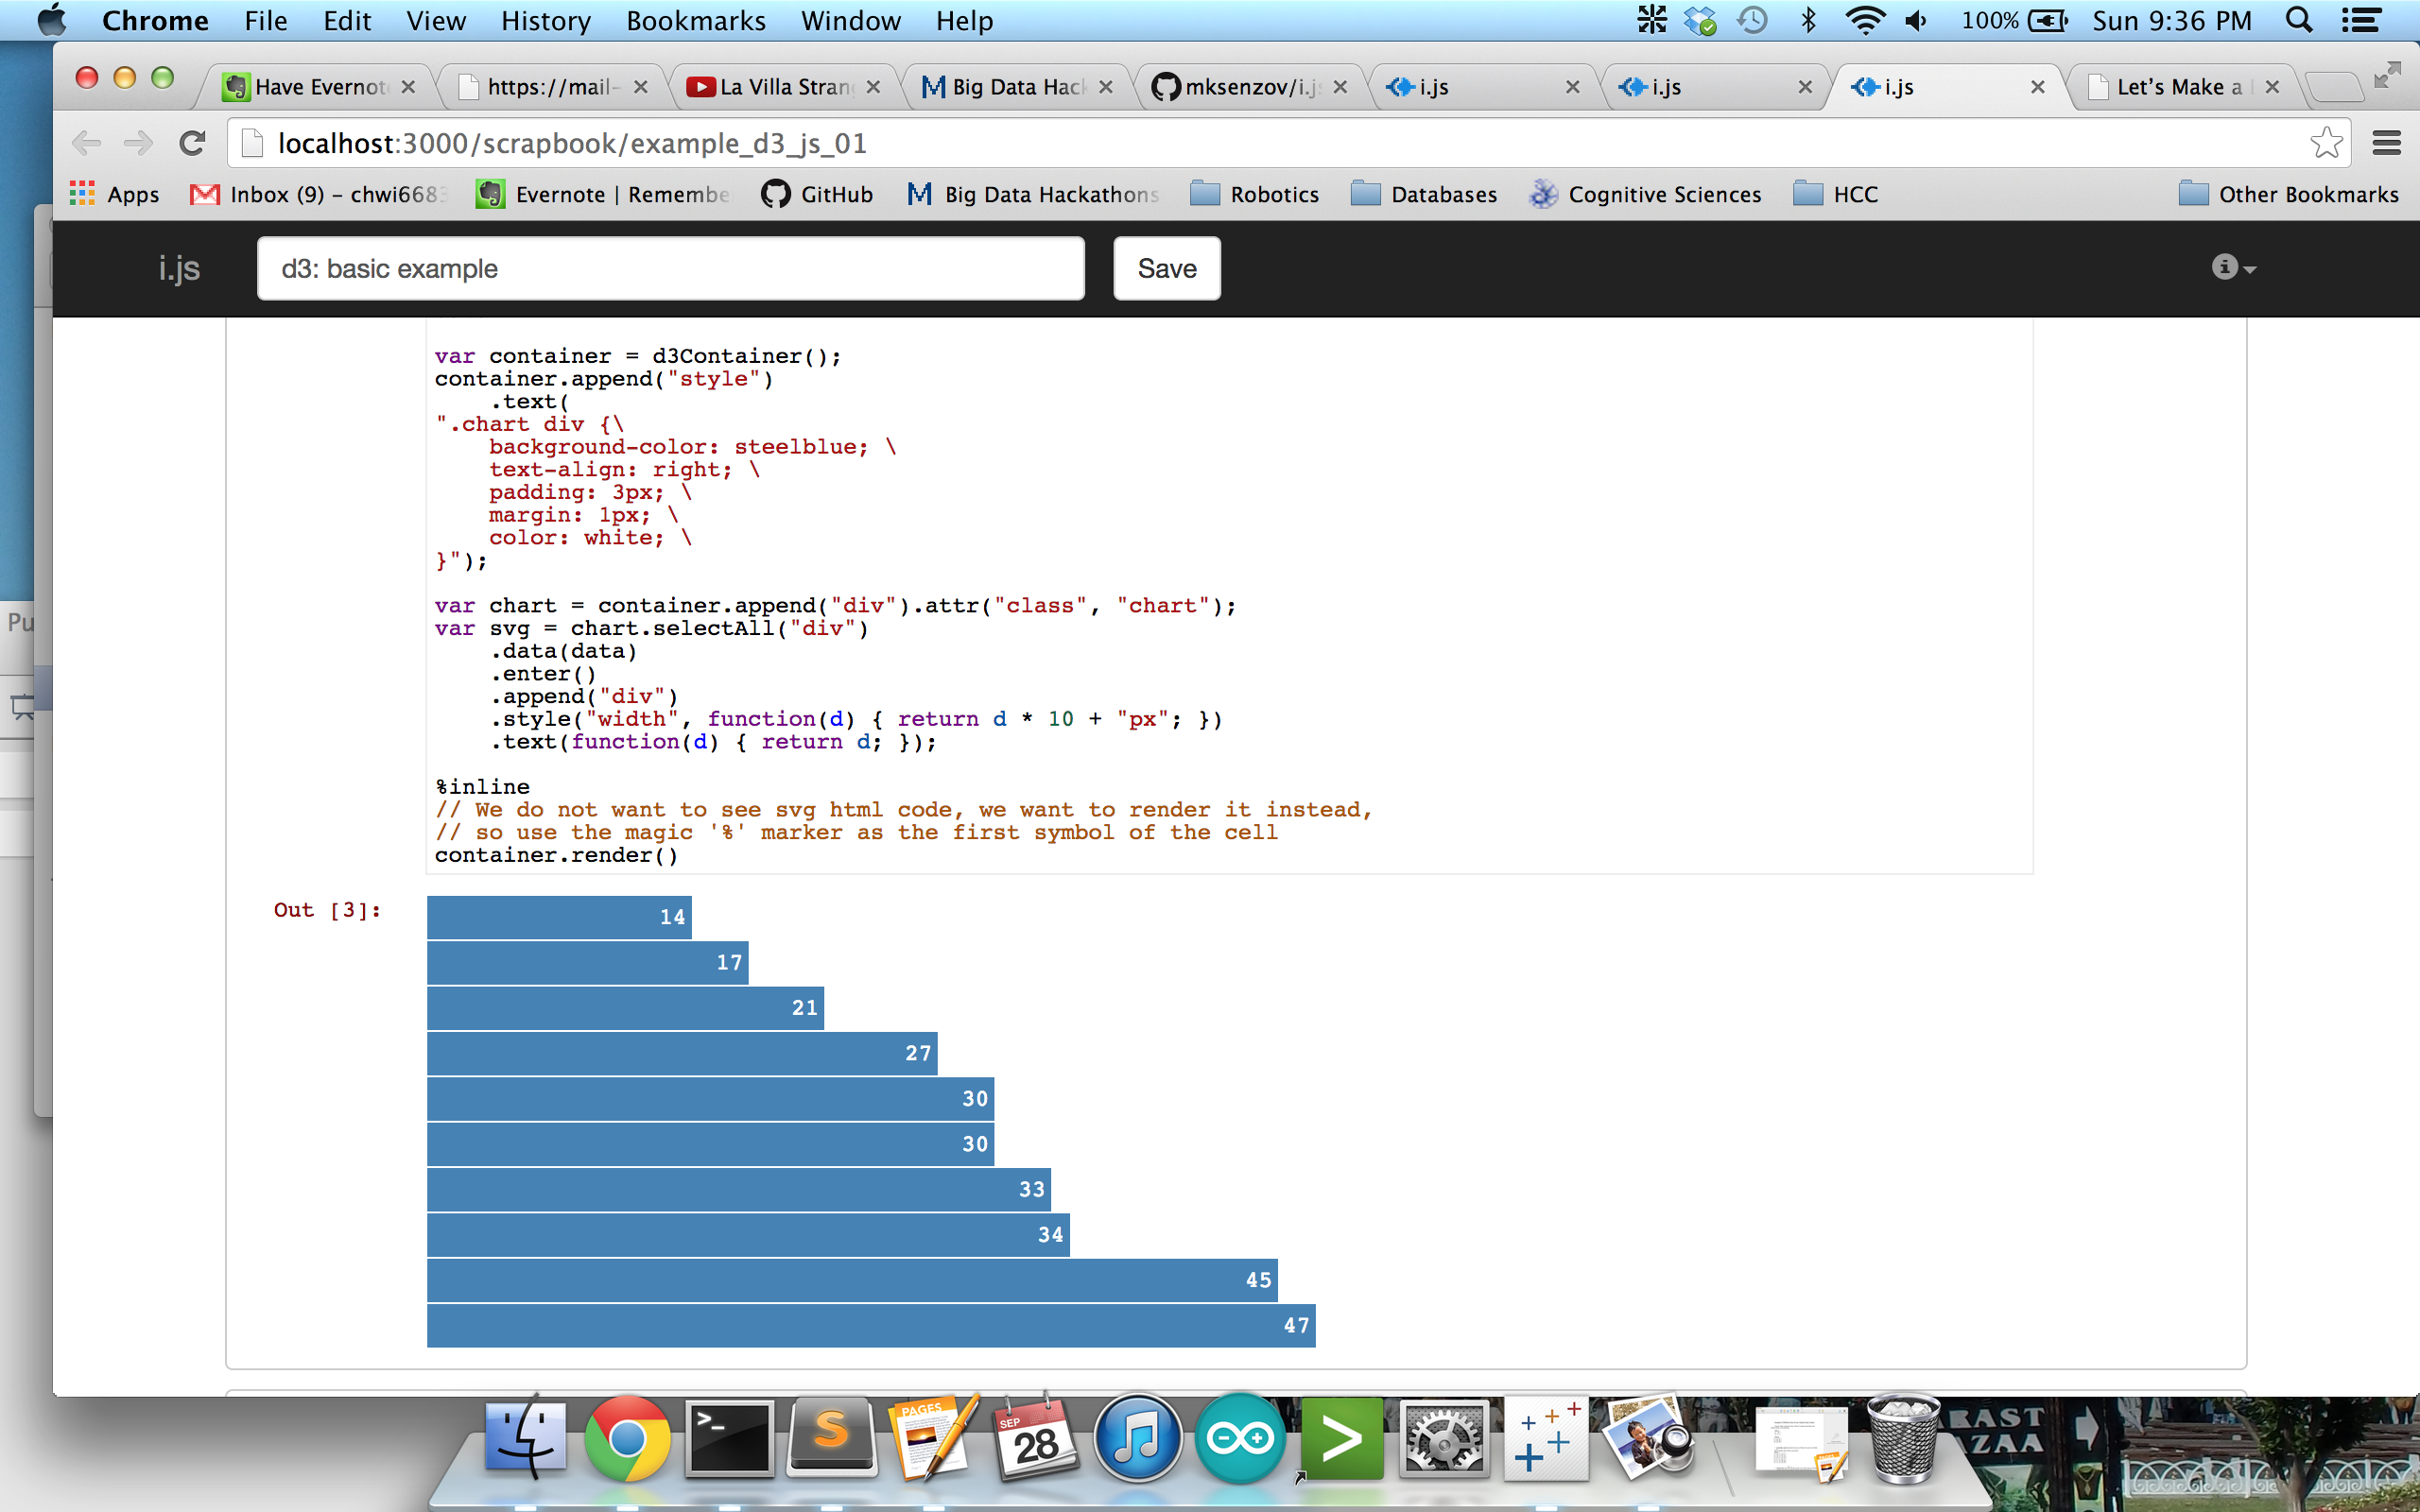 Chrome File Edit View History Bookmarks Window Help 100% Sun 9:36 PM
Have Evernot https://mail- La Villa Stran Big Data Hac mksenzov/i.js i.js i.js i.js Let's Make a
localhost:3000/scrapbook/example_d3_js_01
Apps Inbox (9) – chwi6683 Evernote | Remembe GitHub Big Data Hackathons Robotics Databases Cognitive Sciences HCC Other Bookmarks
i.js d3: basic example Save
var container = d3Container();
container.append("style")
    .text(
".chart div {\
    background-color: steelblue; \
    text-align: right; \
    padding: 3px; \
    margin: 1px; \
    color: white; \
}");
var chart = container.append("div").attr("class", "chart");
var svg = chart.selectAll("div")
    .data(data)
    .enter()
    .append("div")
    .style("width", function(d) { return d * 10 + "px"; })
    .text(function(d) { return d; });
%inline
// We do not want to see svg html code, we want to render it instead,
// so use the magic '%' marker as the first symbol of the cell
container.render()
Out [3]:
14
17
21
27
30
30
33
34
45
47
Pu
PAGES
SEP
28